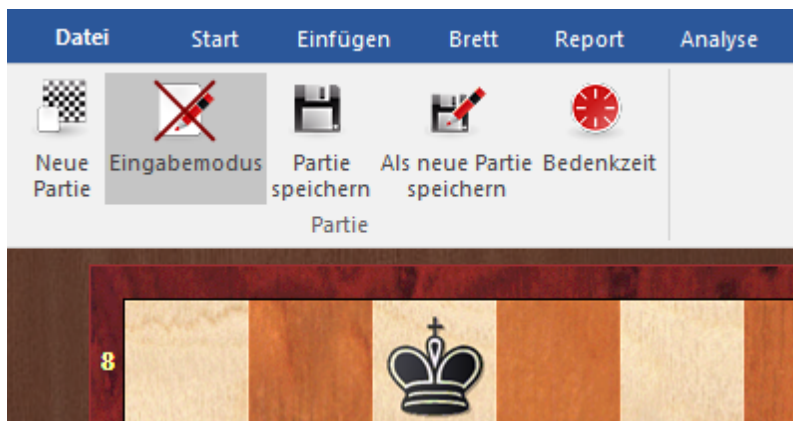 Datei Start Einfügen Brett Report Analyse
Neue Eingabemodus Partie Als neue Partie Bedenkzeit
Partie speichern speichern
Partie
8